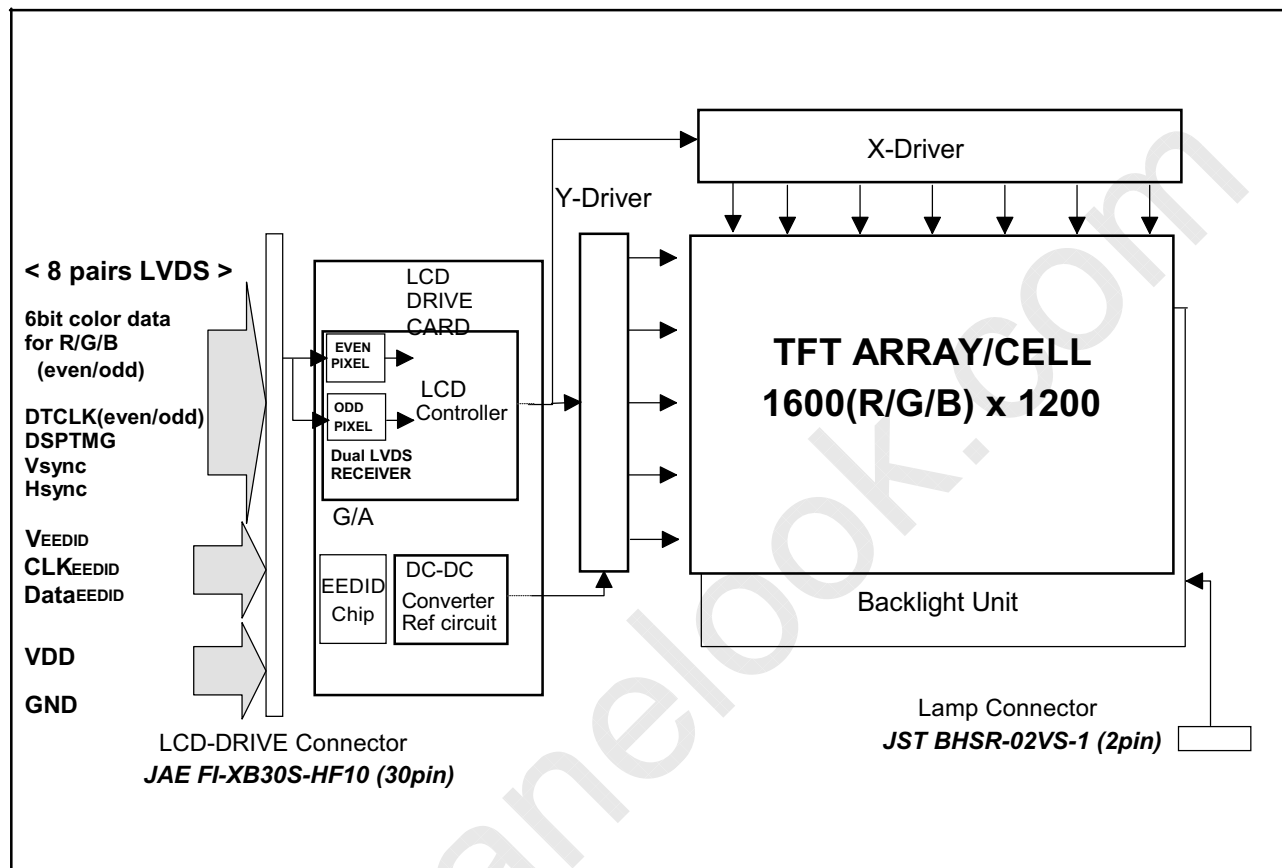 X-Driver
Y-Driver
< 8 pairs LVDS >
6bit color data
for R/G/B
(even/odd)
DTCLK(even/odd)
DSPTMG
Vsync
Hsync
VEEDID
CLKEEDID
DataEEDID
VDD
GND
LCD
DRIVE
CARD
EVEN
PIXEL
ODD
PIXEL
LCD
Controller
Dual LVDS
RECEIVER
G/A
EEDID
Chip
DC-DC
Converter
Ref circuit
TFT ARRAY/CELL
1600(R/G/B) x 1200
Backlight Unit
LCD-DRIVE Connector
JAE FI-XB30S-HF10 (30pin)
Lamp Connector
JST BHSR-02VS-1 (2pin)
anelook.com